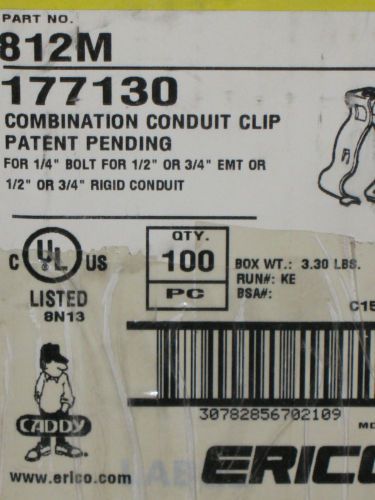 PART NO.
812M
177130
COMBINATION CONDUIT CLIP
PATENT PENDING
FOR 1/4" BOLT FOR 1/2" OR 3/4" EMT OR
1/2" OR 3/4" RIGID CONDUIT
C UL US
LISTED
8N13
QTY.
100
PC
BOX WT.: 3.30 LBS.
RUN#: KE
BSA#:
30782856702109
CADDY
www.erico.com
ERICO